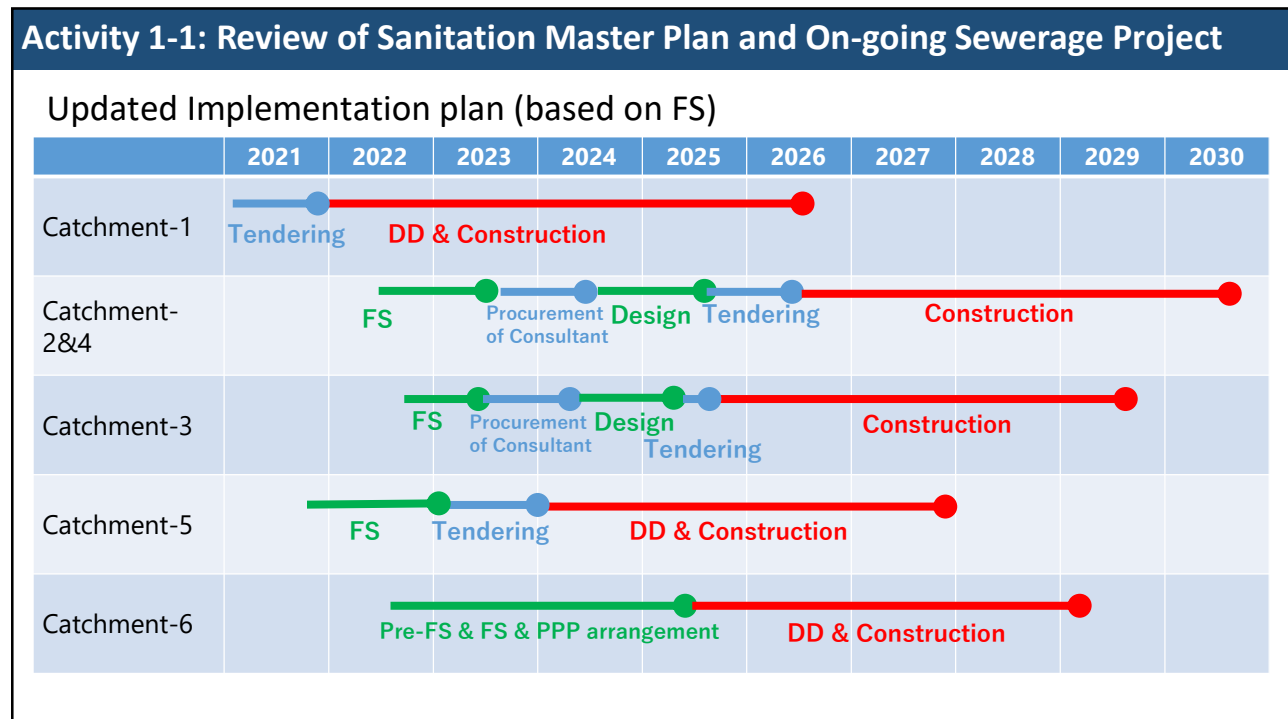 Activity 1-1: Review of Sanitation Master Plan and On-going Sewerage Project
Updated Implementation plan (based on FS)
2021 2022 2023 2024 2025 2026 2027 2028 2029 2030
Catchment-1
Tendering DD & Construction
Catchment-
2&4
FS Procurement
of Consultant Design Tendering Construction
Catchment-3
FS Procurement
of Consultant Design Tendering Construction
Catchment-5
FS Tendering DD & Construction
Catchment-6
Pre-FS & FS & PPP arrangement DD & Construction